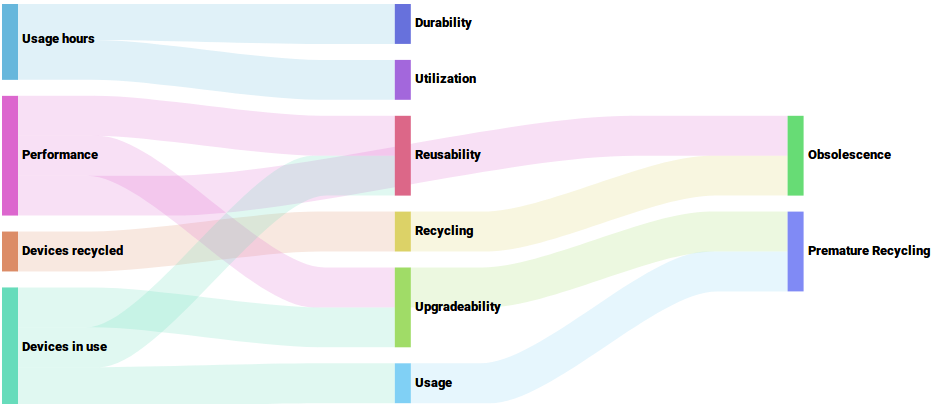 Usage hours
Performance
Devices recycled
Devices in use
Durability
Utilization
Reusability
Recycling
Upgradeability
Usage
Obsolescence
Premature Recycling